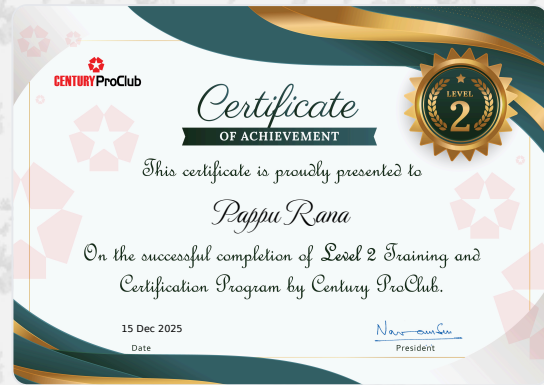 CENTURY ProClub
LEVEL
2
Certificate
OF ACHIEVEMENT
This certificate is proudly presented to
Pappu Rana
On the successful completion of Level 2 Training and
Certification Program by Century ProClub.
15 Dec 2025
Date
President